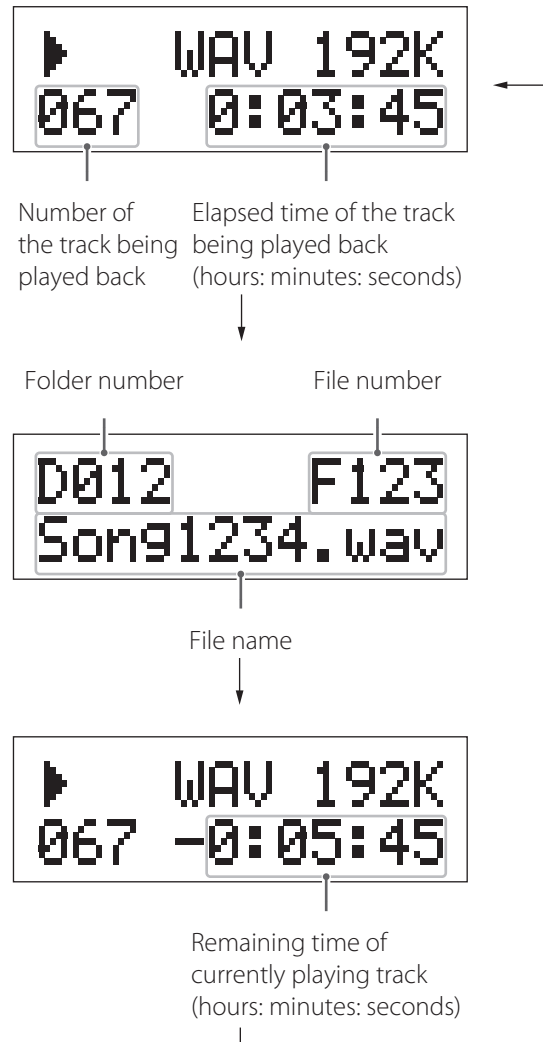 WAV 192K
067 0:03:45
Number of
the track being
played back
Elapsed time of the track
being played back
(hours: minutes: seconds)
Folder number File number
D012 F123
Song1234.wav
File name
WAV 192K
067 -0:05:45
Remaining time of
currently playing track
(hours: minutes: seconds)